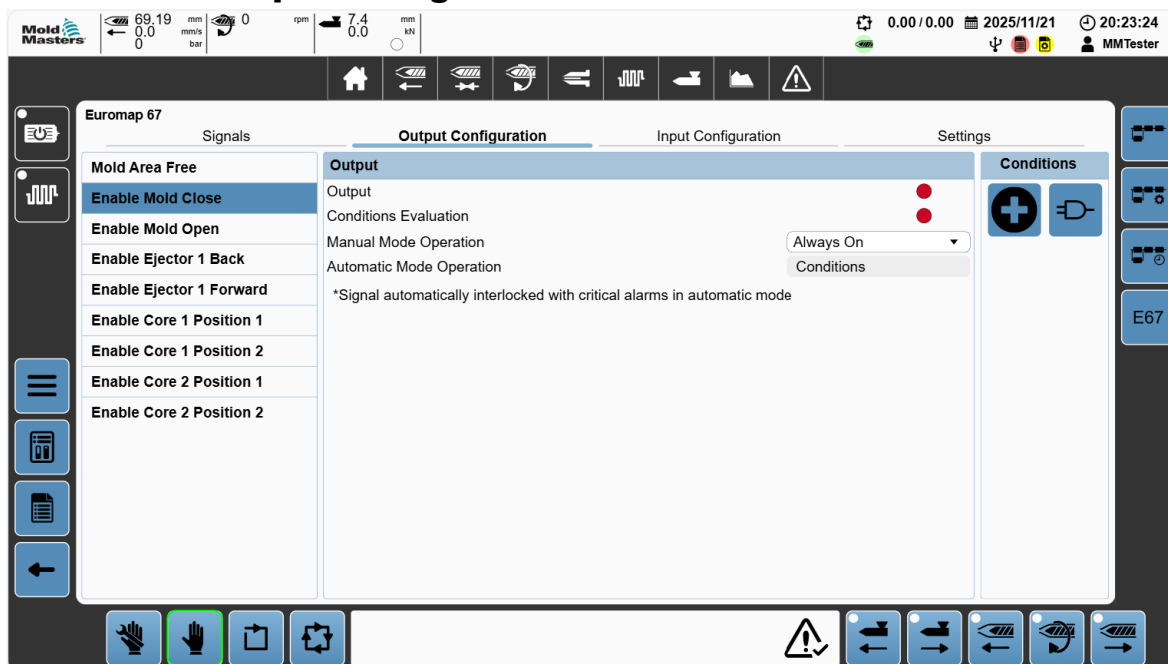 Mold
Masters
69.19 mm
0.0 mm/s
0 bar
0 rpm
7.4 mm
0.0 kN
0.00 / 0.00
2025/11/21
20:23:24
MMTester
Euromap 67
Signals
Output Configuration
Input Configuration
Settings
Mold Area Free
Enable Mold Close
Enable Mold Open
Enable Ejector 1 Back
Enable Ejector 1 Forward
Enable Core 1 Position 1
Enable Core 1 Position 2
Enable Core 2 Position 1
Enable Core 2 Position 2
Output
Output
Conditions Evaluation
Manual Mode Operation Always On
Automatic Mode Operation Conditions
*Signal automatically interlocked with critical alarms in automatic mode
Conditions
E67